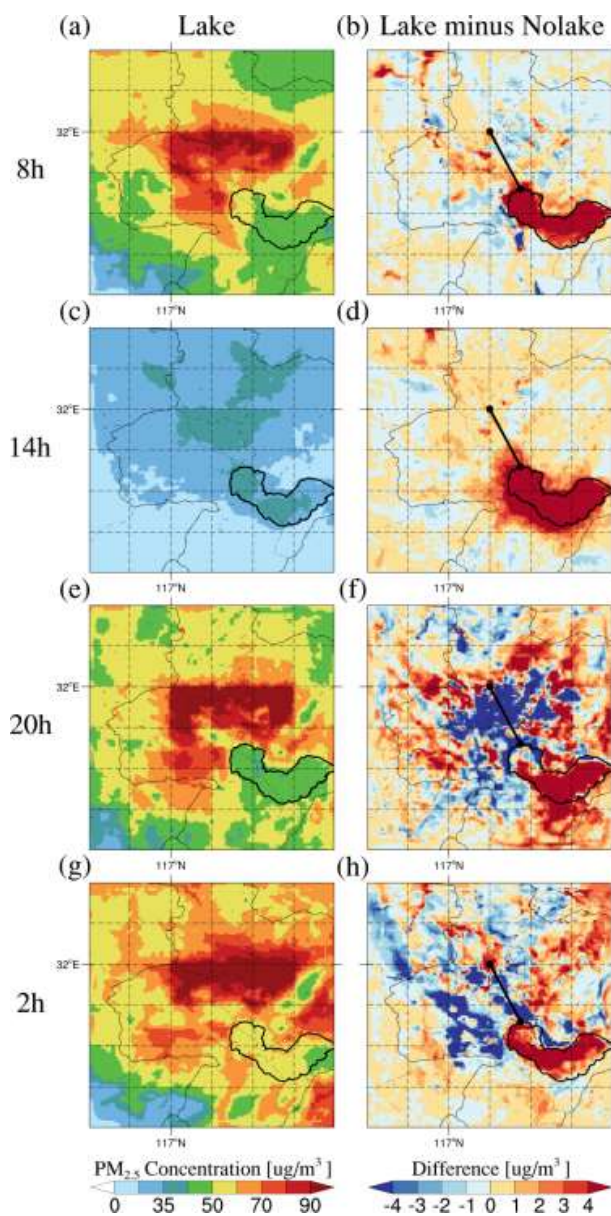 Lake
Lake minus Nolake
(a)
(b)
32°E
8h
117°N
117°N
(c)
(d)
32°E
14h
117°N
117°N
(e)
(f)
32°E
20h
117°N
117°N
(g)
(h)
32°E
2h
117°N
117°N
PM2.5 Concentration [ug/m³]
Difference [ug/m³]
0 35 50 70 90
-4 -3 -1 0 1 2 3 4